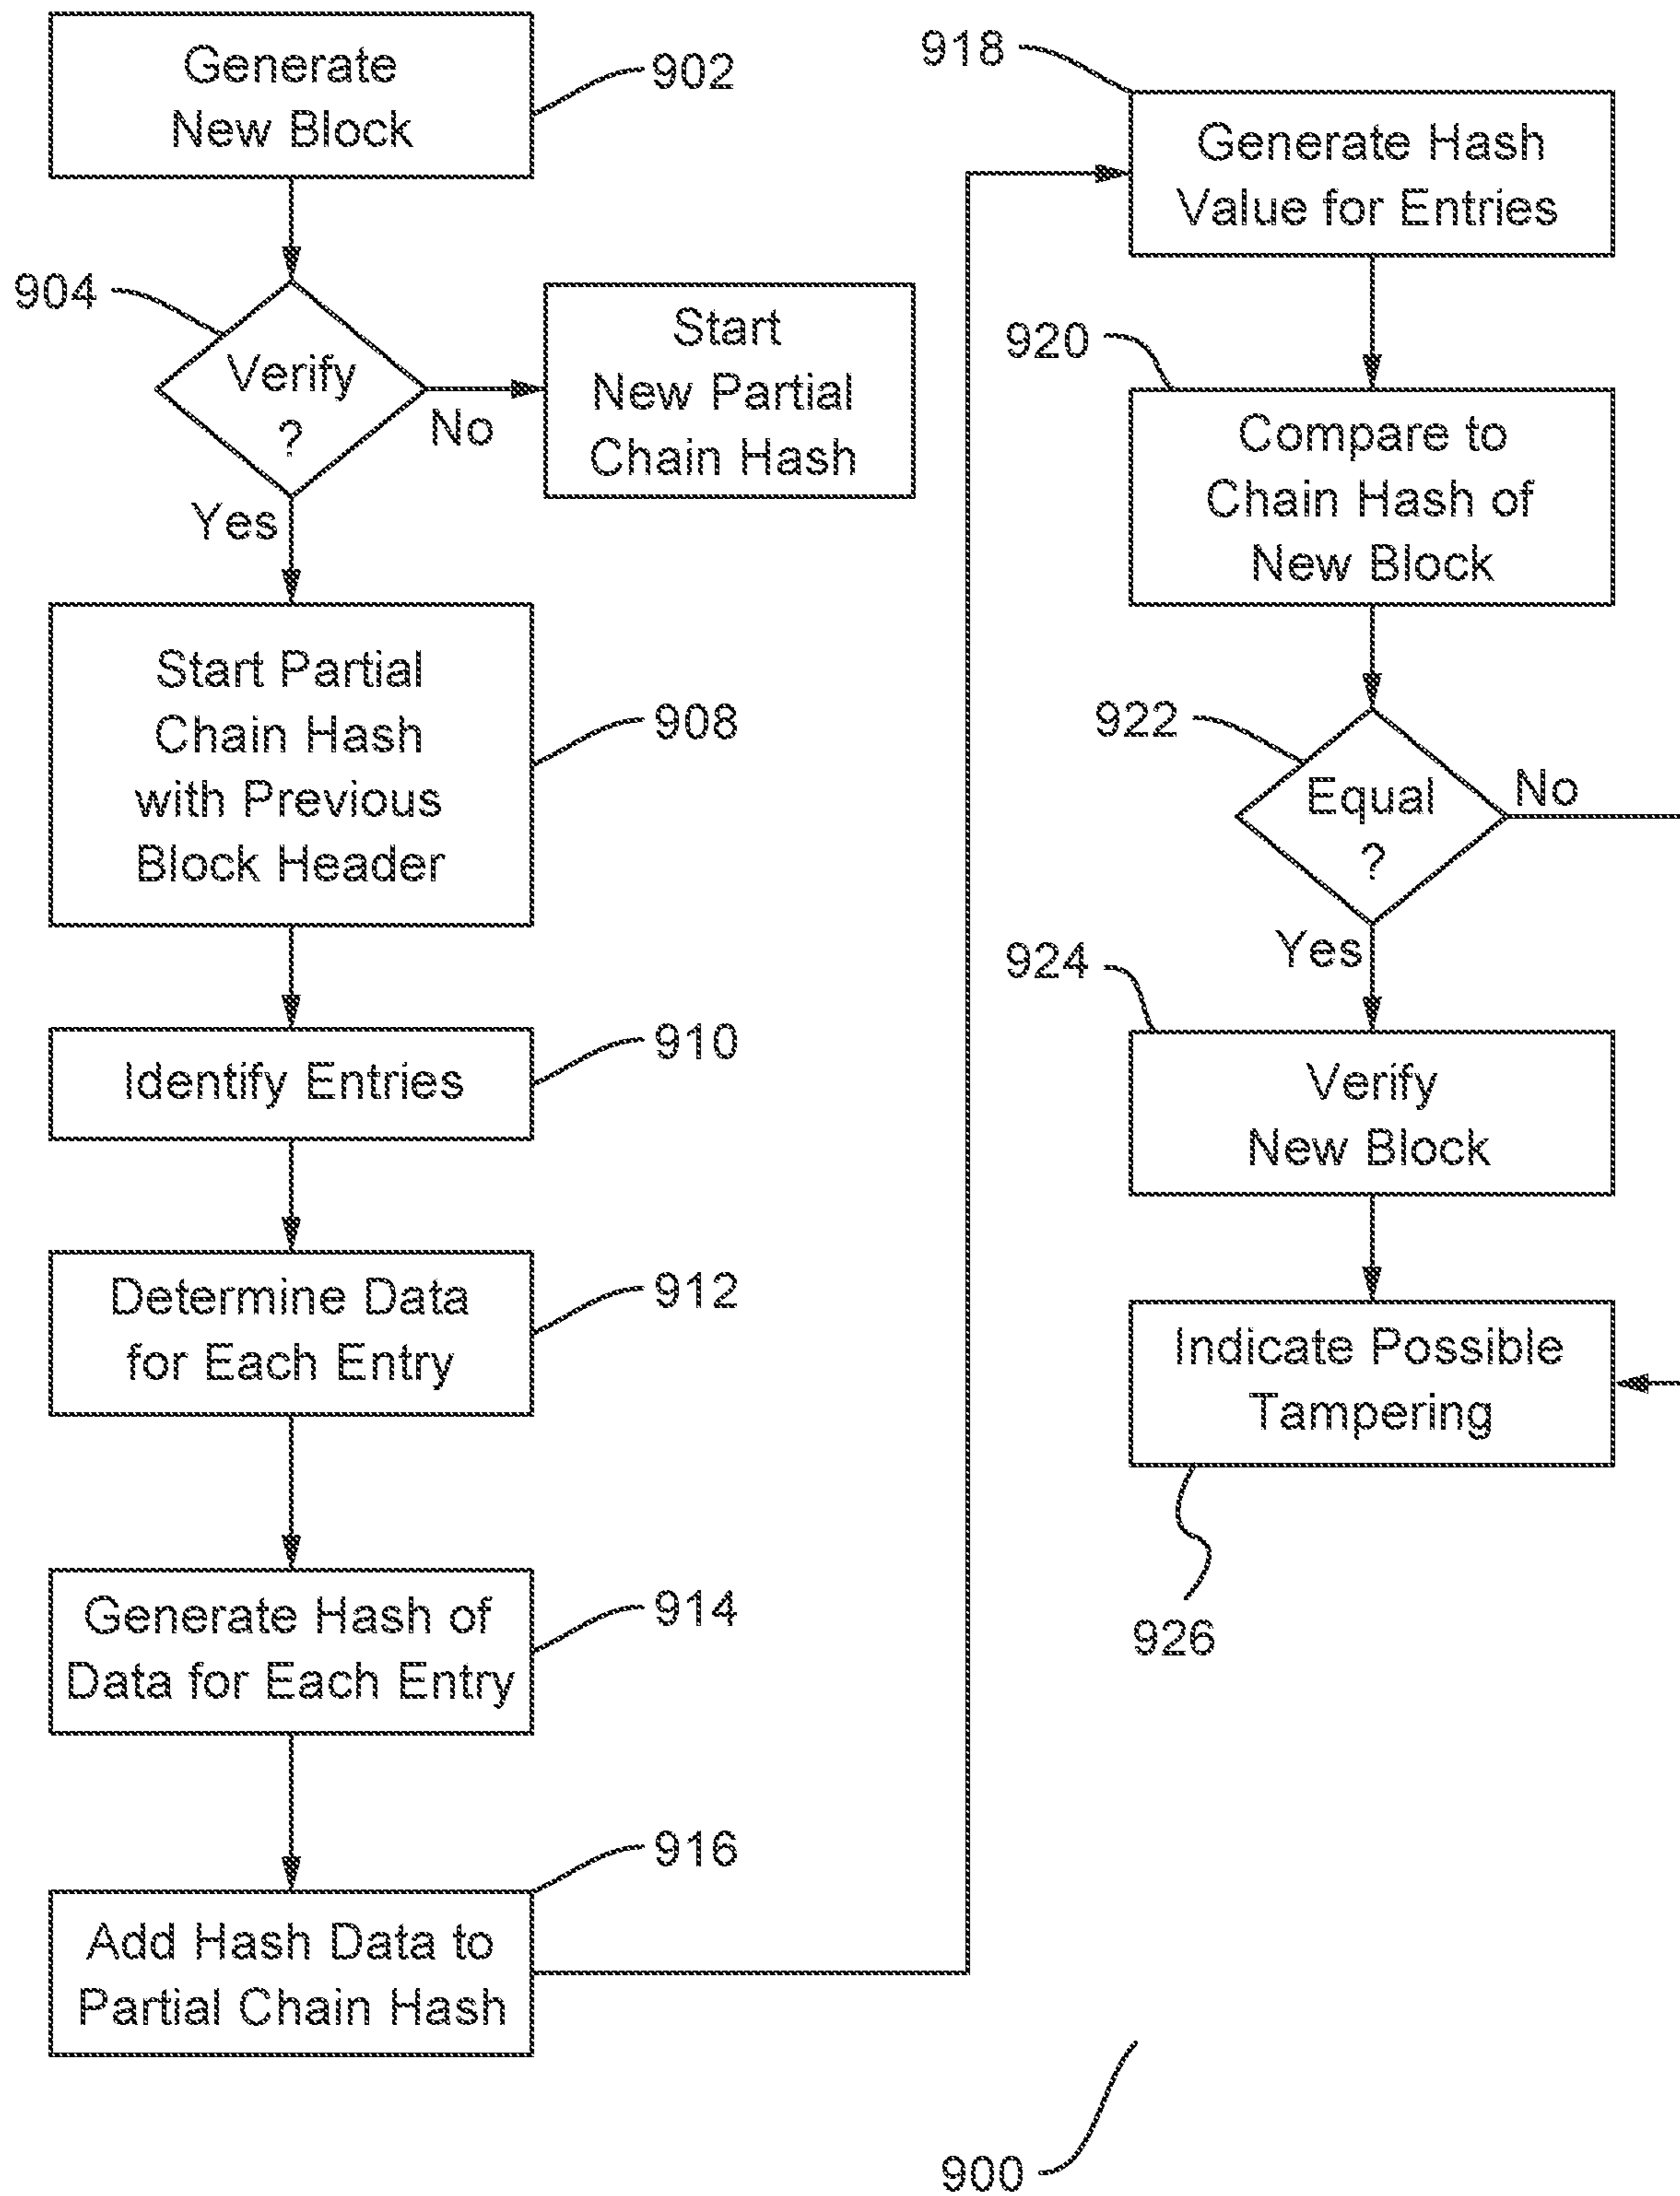 Generate
New Block
902
904
Verify
?
No
Yes
Start
New Partial
Chain Hash
Start Partial
Chain Hash
with Previous
Block Header
908
Identify Entries
910
Determine Data
for Each Entry
912
Generate Hash of
Data for Each Entry
914
Add Hash Data to
Partial Chain Hash
916
918
Generate Hash
Value for Entries
920
Compare to
Chain Hash of
New Block
922
Equal
?
No
Yes
924
Verify
New Block
Indicate Possible
Tampering
926
900